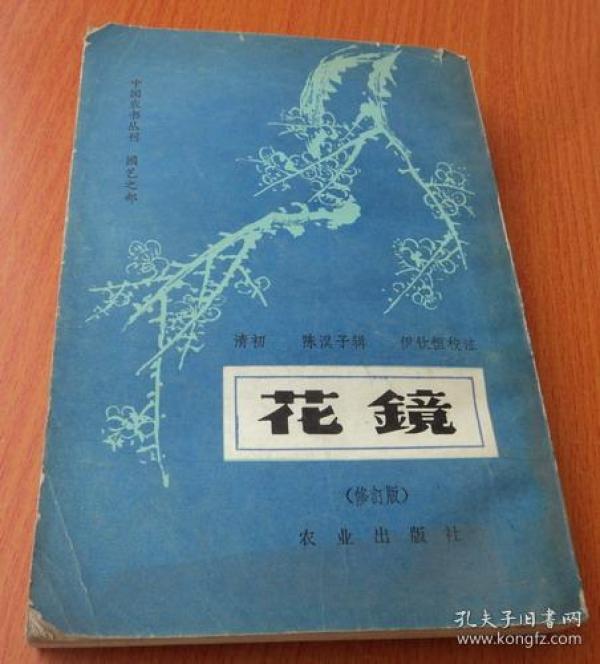 中国农书丛刊 园艺之部
清初 陈淏子辑 伊钦恒校注
花鏡
(修订版)
农业出版社
孔夫子旧書网
www.kongfz.com